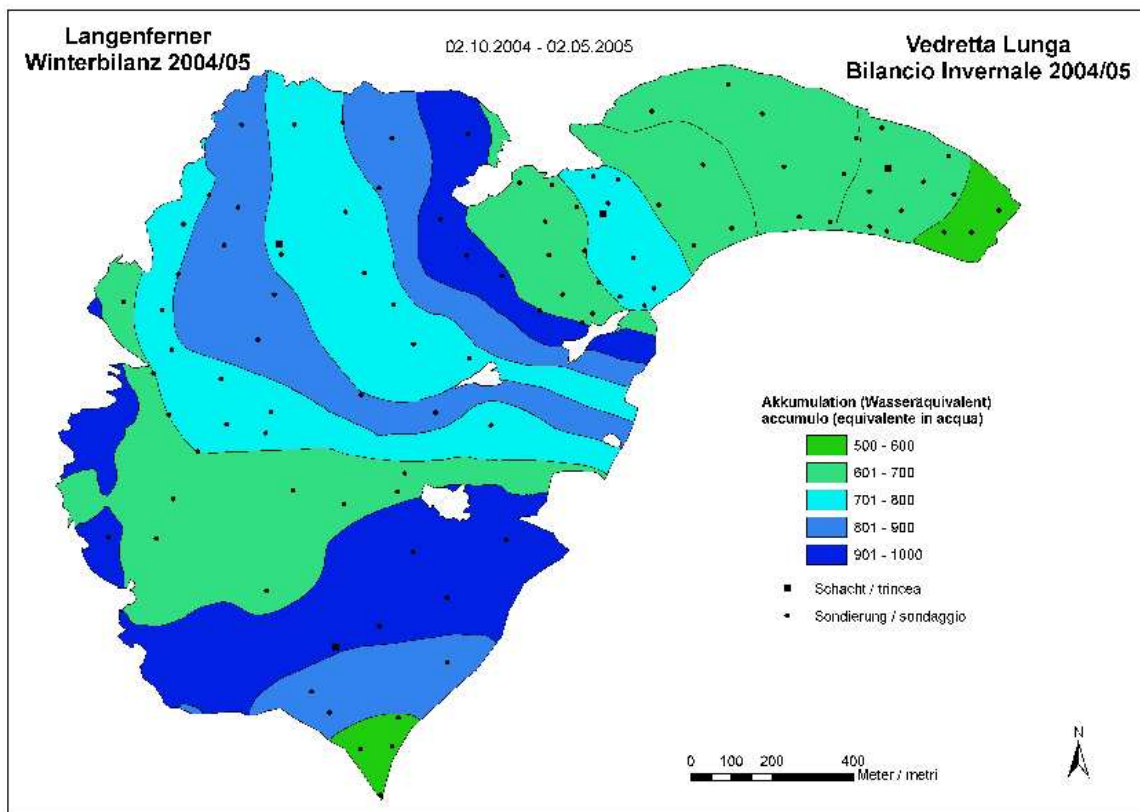 Langenferner
Winterbilanz 2004/05
02.10.2004 - 02.05.2005
Vedretta Lunga
Bilancio Invernale 2004/05
Akkumulation (Wasseräquivalent)
accumulo (equivalente in acqua)
500 - 600
601 - 700
701 - 800
801 - 900
901 - 1000
Schacht / trincea
Sondierung / sondaggio
N
0 100 200 400
Meter / metri